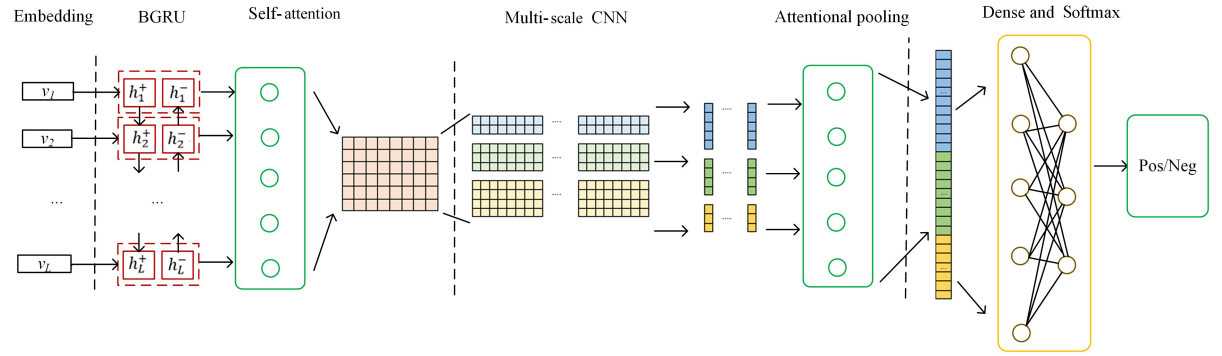 Embedding
BGRU
Self-attention
Multi-scale CNN
Attentional pooling
Dense and Softmax
v1
h1+ h1-
v2
h2+ h2-
...
...
vL
hL+ hL-
....
....
....
....
....
....
....
....
....
...
...
...
Pos/Neg